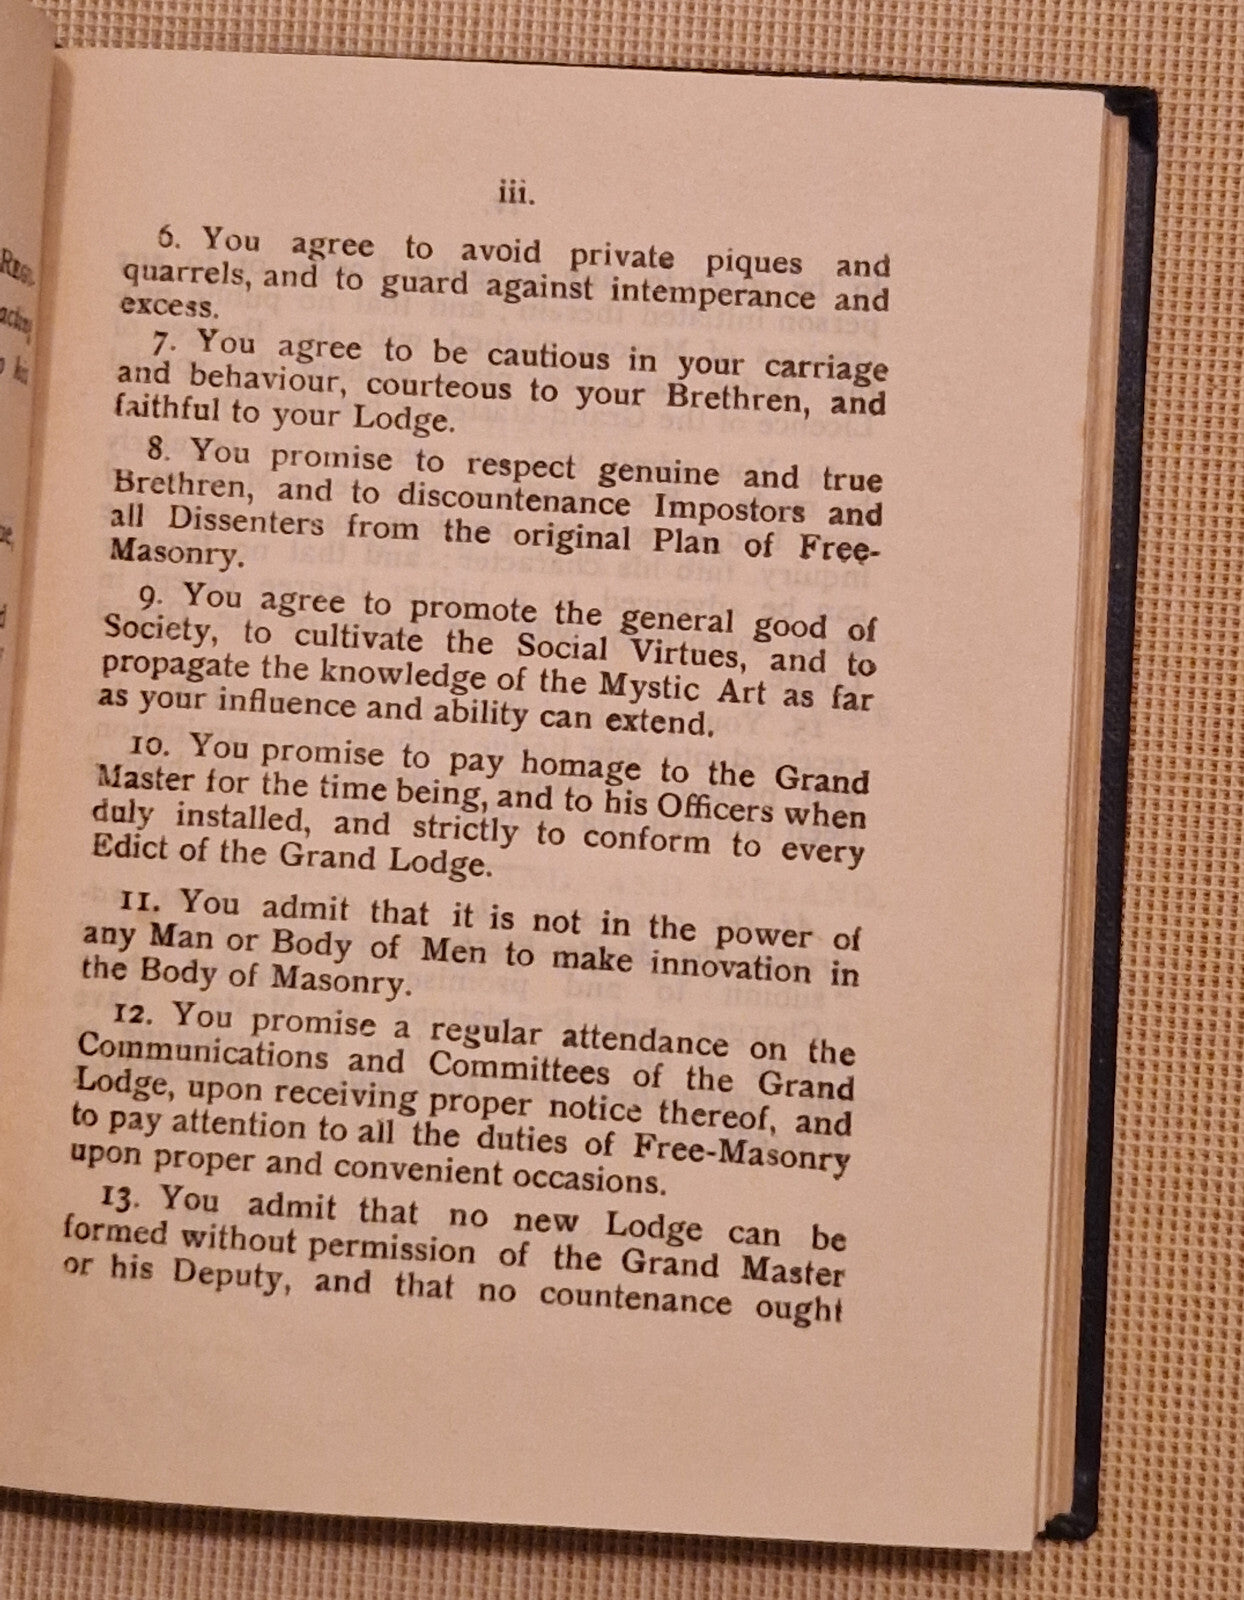 iii.
6. You agree to avoid private piques and
quarrels, and to guard against intemperance and
excess.
7. You agree to be cautious in your carriage
and behaviour, courteous to your Brethren, and
faithful to your Lodge.
8. You promise to respect genuine and true
Brethren, and to discountenance Impostors and
all Dissenters from the original Plan of Free-
Masonry.
9. You agree to promote the general good of
Society, to cultivate the Social Virtues, and to
propagate the knowledge of the Mystic Art as far
as your influence and ability can extend.
10. You promise to pay homage to the Grand
Master for the time being, and to his Officers when
duly installed, and strictly to conform to every
Edict of the Grand Lodge.
11. You admit that it is not in the power of
any Man or Body of Men to make innovation in
the Body of Masonry.
12. You promise a regular attendance on the
Communications and Committees of the Grand
Lodge, upon receiving proper notice thereof, and
to pay attention to all the duties of Free-Masonry
upon proper and convenient occasions.
13. You admit that no new Lodge can be
formed without permission of the Grand Master
or his Deputy, and that no countenance ought